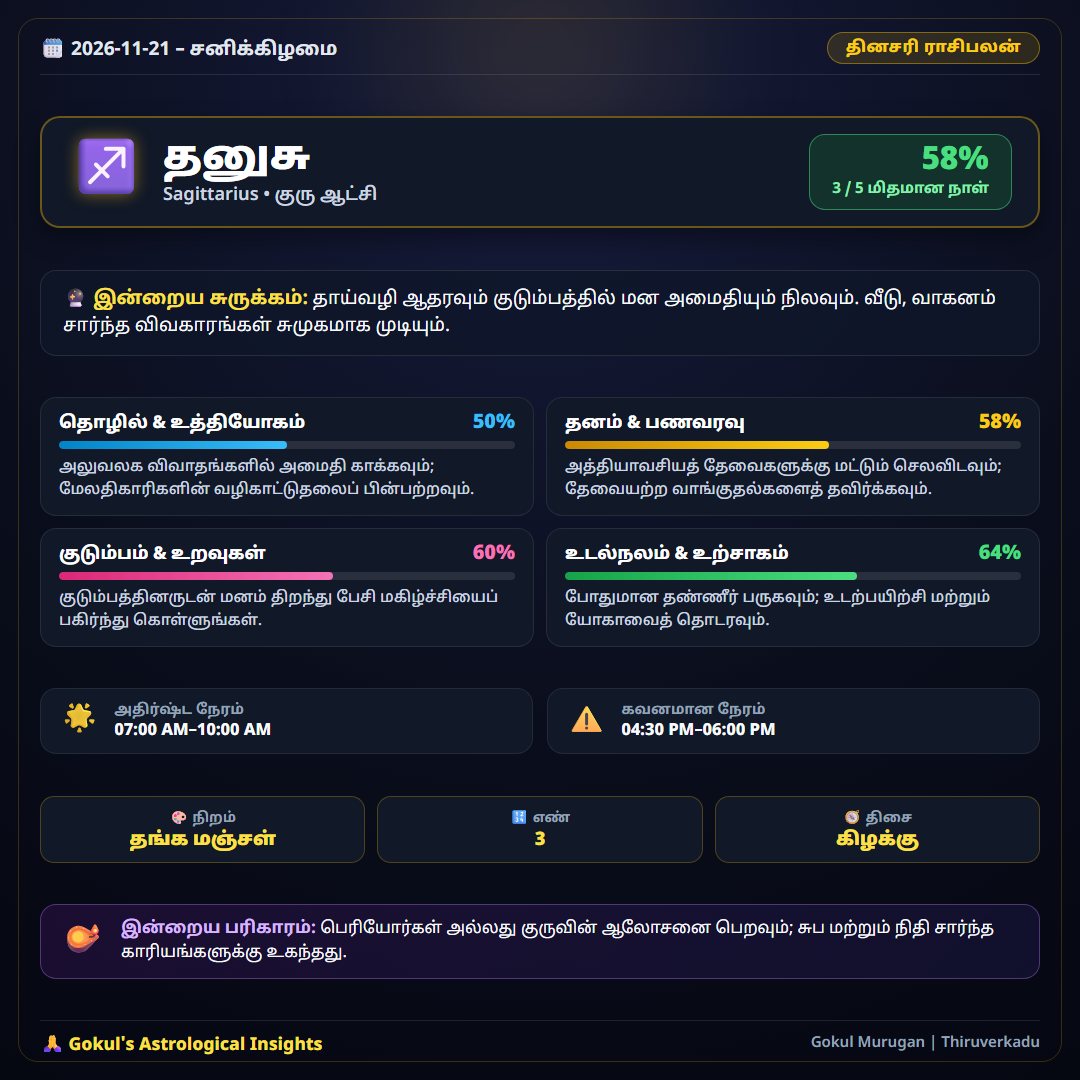 2026-11-21 – சனிக்கிழமை
தினசரி ராசிபலன்
தனுசு
Sagittarius • குரு ஆட்சி
58%
3 / 5 மிதமான நாள்
இன்றைய சுருக்கம்: தாய்வழி ஆதரவும் குடும்பத்தில் மன அமைதியும் நிலவும். வீடு, வாகனம்
சார்ந்த விவகாரங்கள் சுமுகமாக முடியும்.
தொழில் & உத்தியோகம் 50%
அலுவலக விவாதங்களில் அமைதி காக்கவும்;
மேலதிகாரிகளின் வழிகாட்டுதலைப் பின்பற்றவும்.
தனம் & பணவரவு 58%
அத்தியாவசியத் தேவைகளுக்கு மட்டும் செலவிடவும்;
தேவையற்ற வாங்குதல்களைத் தவிர்க்கவும்.
குடும்பம் & உறவுகள் 60%
குடும்பத்தினருடன் மனம் திறந்து பேசி மகிழ்ச்சியைப்
பகிர்ந்து கொள்ளுங்கள்.
உடல்நலம் & உற்சாகம் 64%
போதுமான தண்ணீர் பருகவும்; உடற்பயிற்சி மற்றும்
யோகாவைத் தொடரவும்.
அதிர்ஷ்ட நேரம்
07:00 AM–10:00 AM
கவனமான நேரம்
04:30 PM–06:00 PM
நிறம்
தங்க மஞ்சள்
எண்
3
திசை
கிழக்கு
இன்றைய பரிகாரம்: பெரியோர்கள் அல்லது குருவின் ஆலோசனை பெறவும்; சுப மற்றும் நிதி சார்ந்த
காரியங்களுக்கு உகந்தது.
Gokul's Astrological Insights
Gokul Murugan | Thiruverkadu